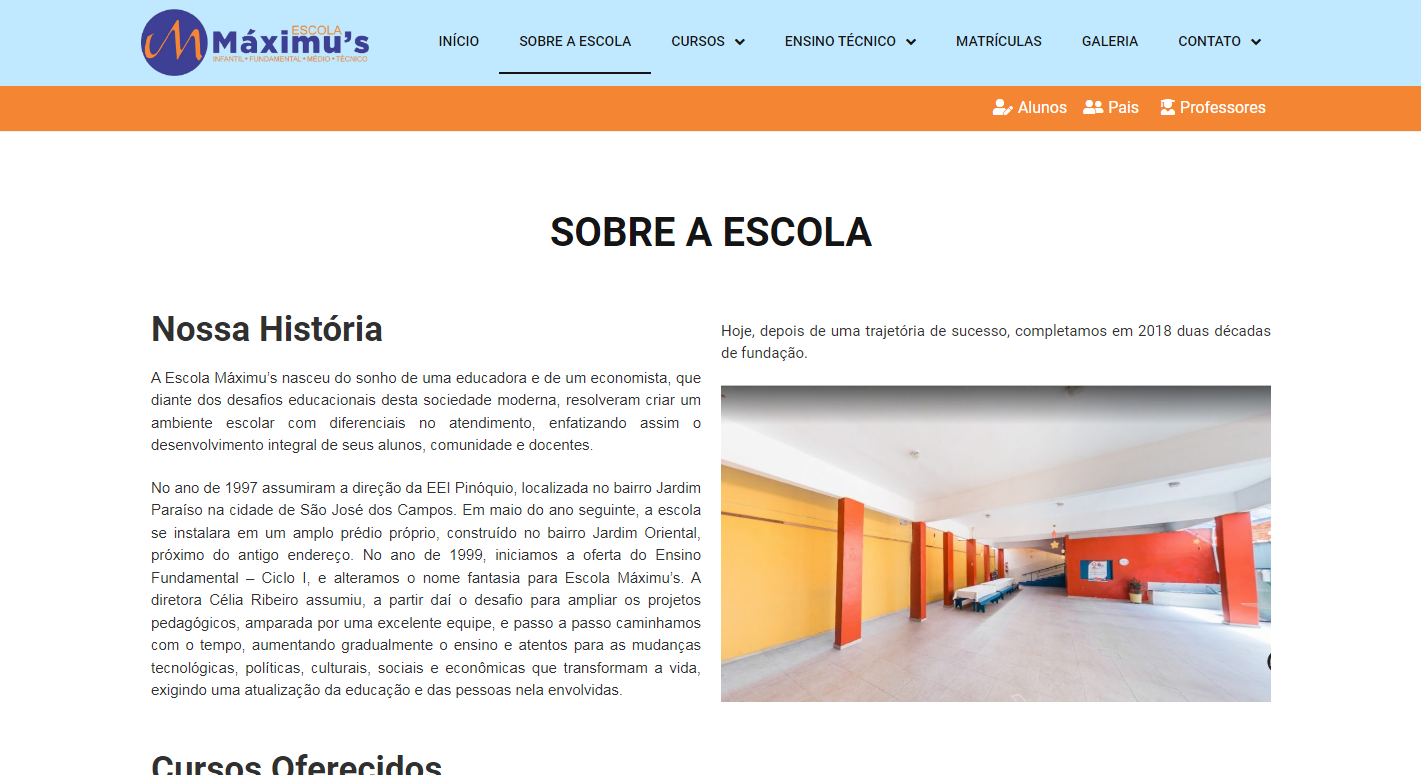 ESCOLA
Máximu's
INFANTIL • FUNDAMENTAL • MÉDIO • TÉCNICO
INÍCIO
SOBRE A ESCOLA
CURSOS
ENSINO TÉCNICO
MATRÍCULAS
GALERIA
CONTATO
Alunos
Pais
Professores
SOBRE A ESCOLA
Nossa História
A Escola Máximu’s nasceu do sonho de uma educadora e de um economista, que
diante dos desafios educacionais desta sociedade moderna, resolveram criar um
ambiente escolar com diferenciais no atendimento, enfatizando assim o
desenvolvimento integral de seus alunos, comunidade e docentes.
No ano de 1997 assumiram a direção da EEI Pinóquio, localizada no bairro Jardim
Paraíso na cidade de São José dos Campos. Em maio do ano seguinte, a escola
se instalara em um amplo prédio próprio, construído no bairro Jardim Oriental,
próximo do antigo endereço. No ano de 1999, iniciamos a oferta do Ensino
Fundamental – Ciclo I, e alteramos o nome fantasia para Escola Máximu’s. A
diretora Célia Ribeiro assumiu, a partir daí o desafio para ampliar os projetos
pedagógicos, amparada por uma excelente equipe, e passo a passo caminhamos
com o tempo, aumentando gradualmente o ensino e atentos para as mudanças
tecnológicas, políticas, culturais, sociais e econômicas que transformam a vida,
exigindo uma atualização da educação e das pessoas nela envolvidas.
Hoje, depois de uma trajetória de sucesso, completamos em 2018 duas décadas
de fundação.
Cursos Oferecidos